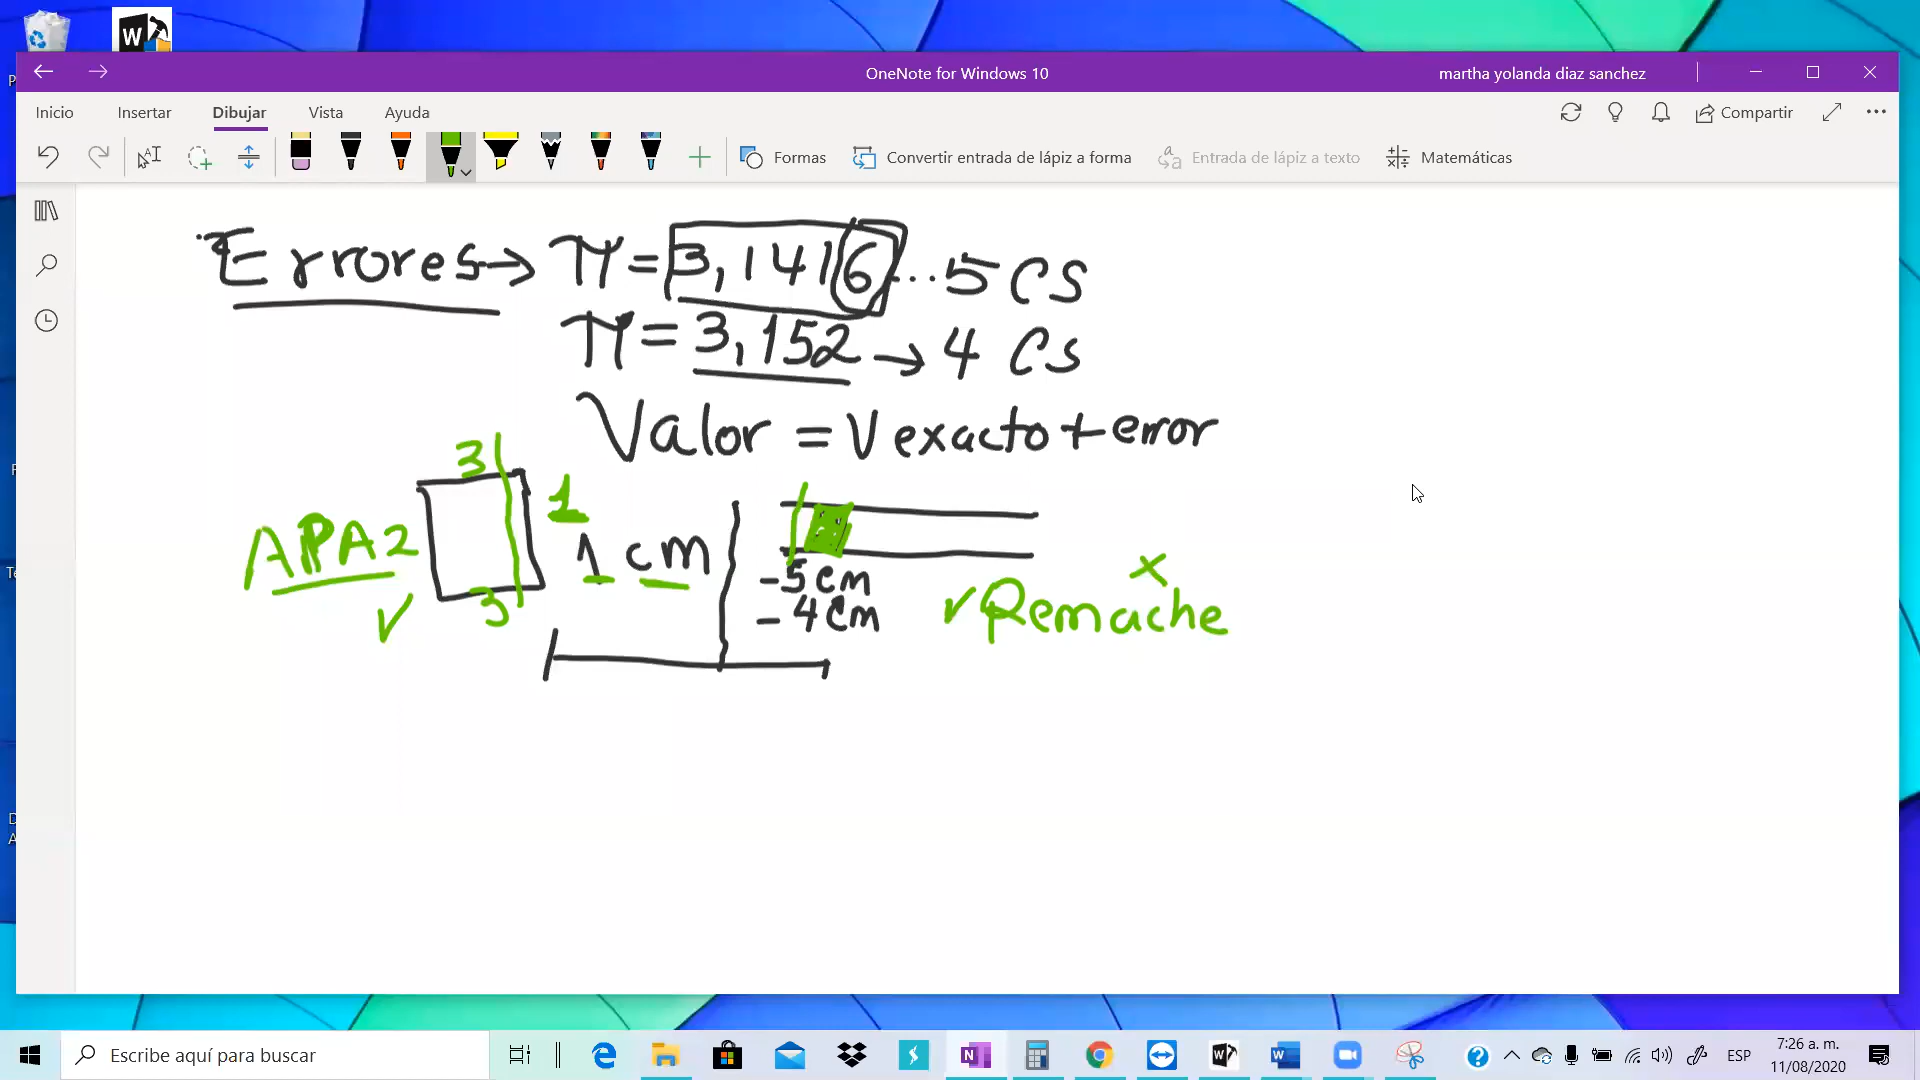 OneNote for Windows 10
martha yolanda diaz sanchez
Inicio Insertar Dibujar Vista Ayuda
Compartir
Formas Convertir entrada de lápiz a forma Entrada de lápiz a texto Matemáticas
Errores → π = 3,1416 ... 5 CS
π = 3,152 → 4 CS
Valor = V exacto + error
3
1
APA2 ✓
1 cm
3
- 5 cm
- 4 cm
x
✓ Remache
Escribe aquí para buscar
ESP
7:26 a. m.
11/08/2020